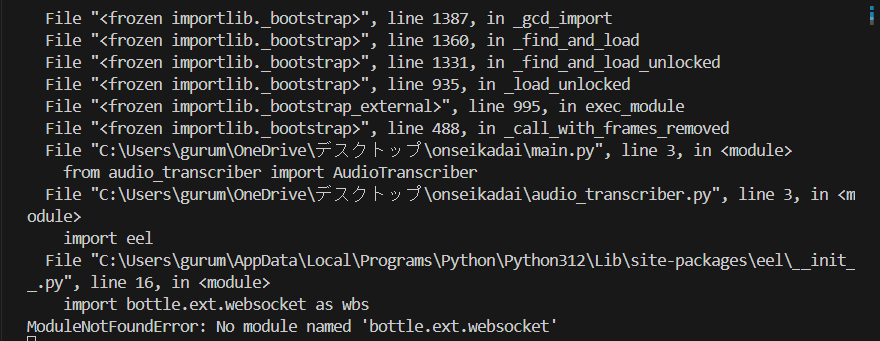 File "<frozen importlib._bootstrap>", line 1387, in _gcd_import
File "<frozen importlib._bootstrap>", line 1360, in _find_and_load
File "<frozen importlib._bootstrap>", line 1331, in _find_and_load_unlocked
File "<frozen importlib._bootstrap>", line 935, in _load_unlocked
File "<frozen importlib._bootstrap_external>", line 995, in exec_module
File "<frozen importlib._bootstrap>", line 488, in _call_with_frames_removed
File "C:\Users\gurum\OneDrive\デスクトップ\onseikadai\main.py", line 3, in <module>
from audio_transcriber import AudioTranscriber
File "C:\Users\gurum\OneDrive\デスクトップ\onseikadai\audio_transcriber.py", line 3, in <m
odule>
import eel
File "C:\Users\gurum\AppData\Local\Programs\Python\Python312\Lib\site-packages\eel\__init_
_.py", line 16, in <module>
import bottle.ext.websocket as wbs
ModuleNotFoundError: No module named 'bottle.ext.websocket'